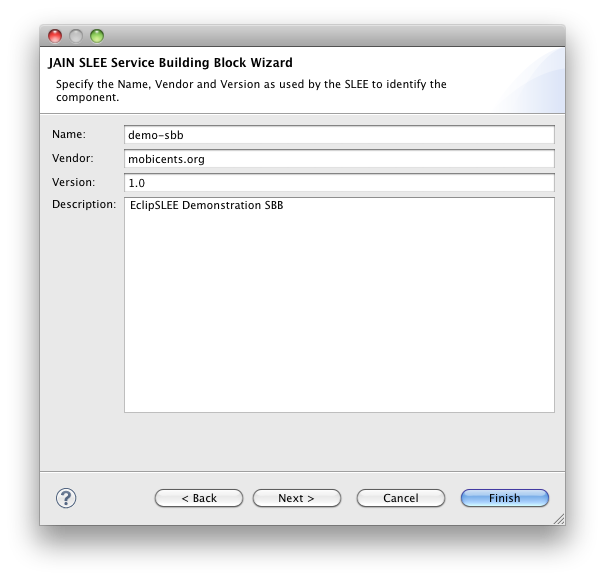 JAIN SLEE Service Building Block Wizard
Specify the Name, Vendor and Version as used by the SLEE to identify the
component.
Name: demo-sbb
Vendor: mobicents.org
Version: 1.0
Description: EclipSLEE Demonstration SBB
? < Back Next > Cancel Finish